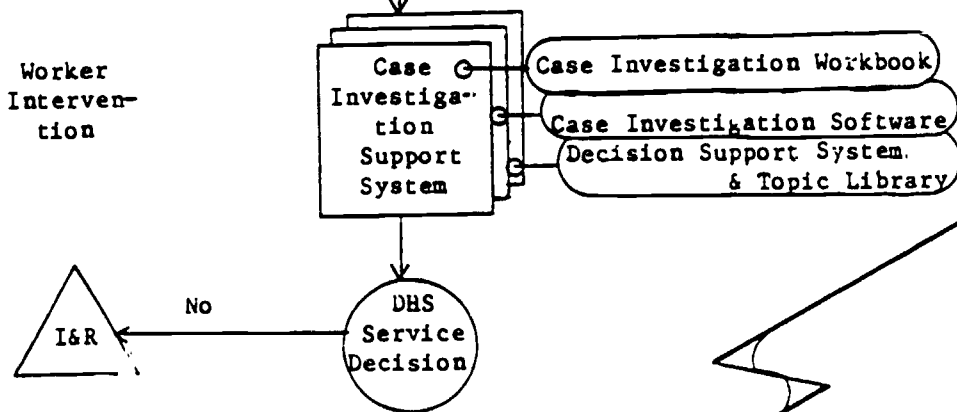 Worker
Interven-
tion
Case
Investiga-
tion
Support
System
Case Investigation Workbook
Case Investigation Software
Decision Support System
& Topic Library
No
I&R
DHS
Service
Decision